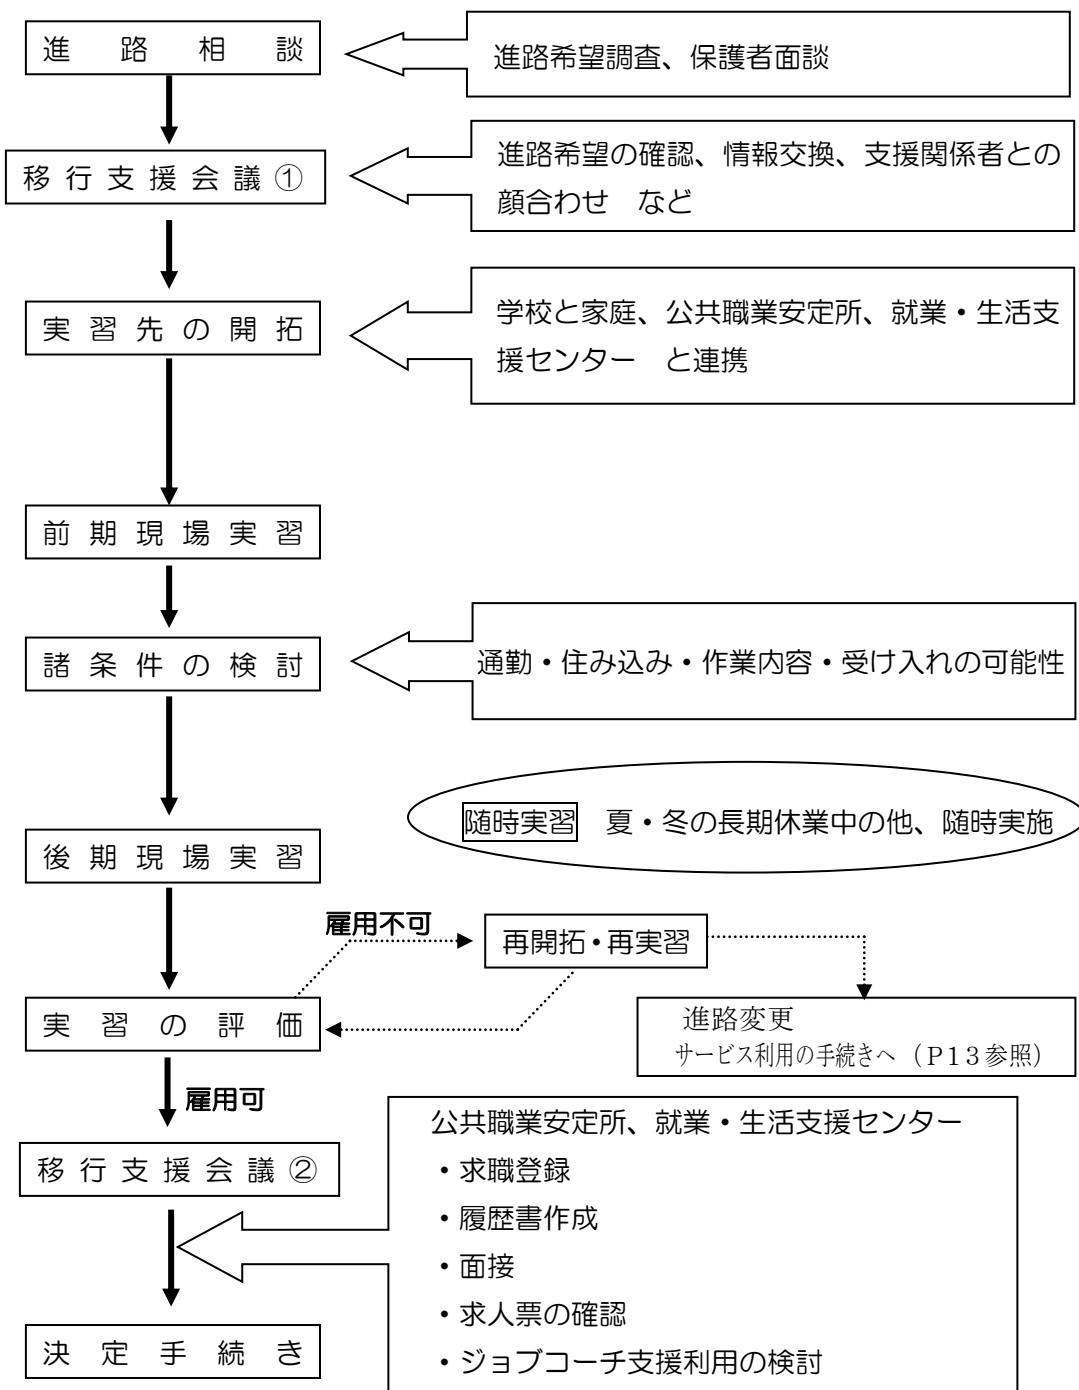 進路相談
進路希望調査、保護者面談
移行支援会議①
進路希望の確認、情報交換、支援関係者との
顔合わせ　など
実習先の開拓
学校と家庭、公共職業安定所、就業・生活支
援センター　と連携
前期現場実習
諸条件の検討
通勤・住み込み・作業内容・受け入れの可能性
随時実習　夏・冬の長期休業中の他、随時実施
後期現場実習
雇用不可
再開拓・再実習
実習の評価
進路変更
サービス利用の手続きへ（P13参照）
雇用可
移行支援会議②
公共職業安定所、就業・生活支援センター
・求職登録
・履歴書作成
・面接
・求人票の確認
・ジョブコーチ支援利用の検討
決定手続き